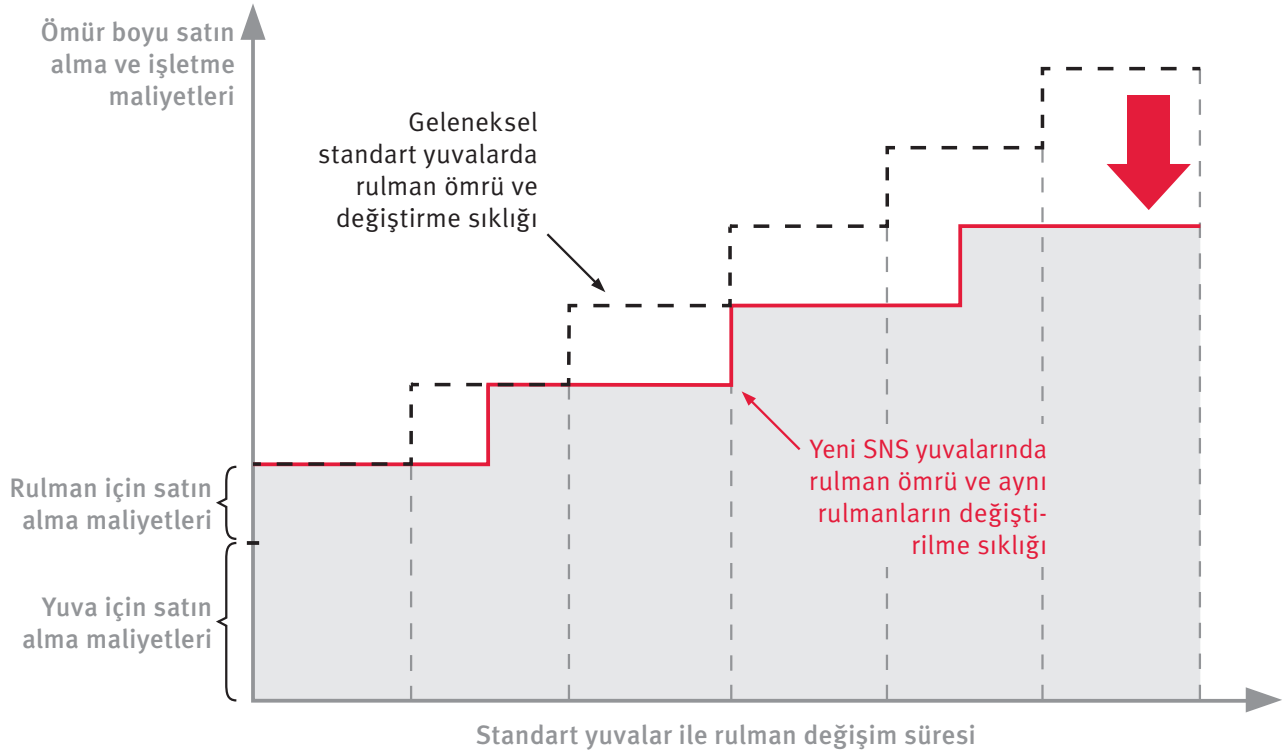 Ömür boyu satın
alma ve işletme
maliyetleri
Geleneksel
standart yuvalarda
rulman ömrü ve
değiştirme sıklığı
Yeni SNS yuvalarında
rulman ömrü ve aynı
rulmanların değişti-
rilme sıklığı
Rulman için satın
alma maliyetleri
Yuva için satın
alma maliyetleri
Standart yuvalar ile rulman değişim süresi